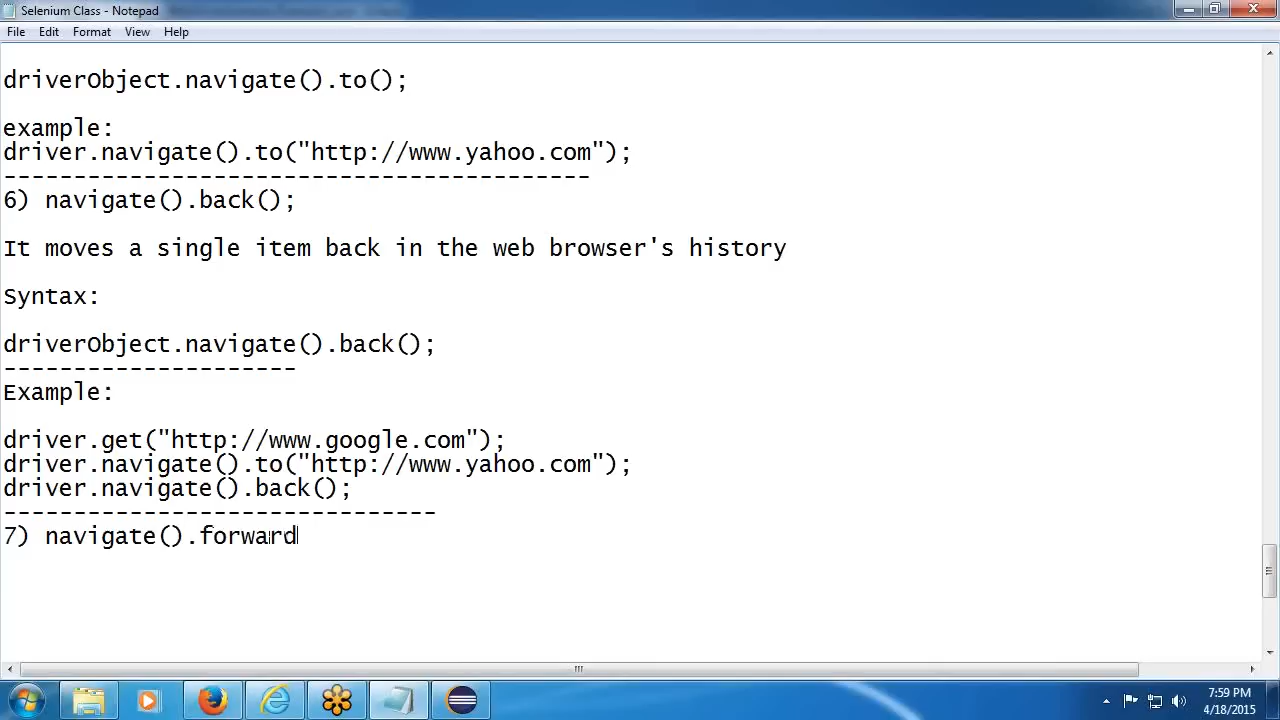 Selenium Class - Notepad
File Edit Format View Help
driverObject.navigate().to();
example:
driver.navigate().to("http://www.yahoo.com");
------------------------------------------
6) navigate().back();
It moves a single item back in the web browser's history
Syntax:
driverObject.navigate().back();
---------------------
Example:
driver.get("http://www.google.com");
driver.navigate().to("http://www.yahoo.com");
driver.navigate().back();
-------------------------------
7) navigate().forward
7:59 PM
4/18/2015